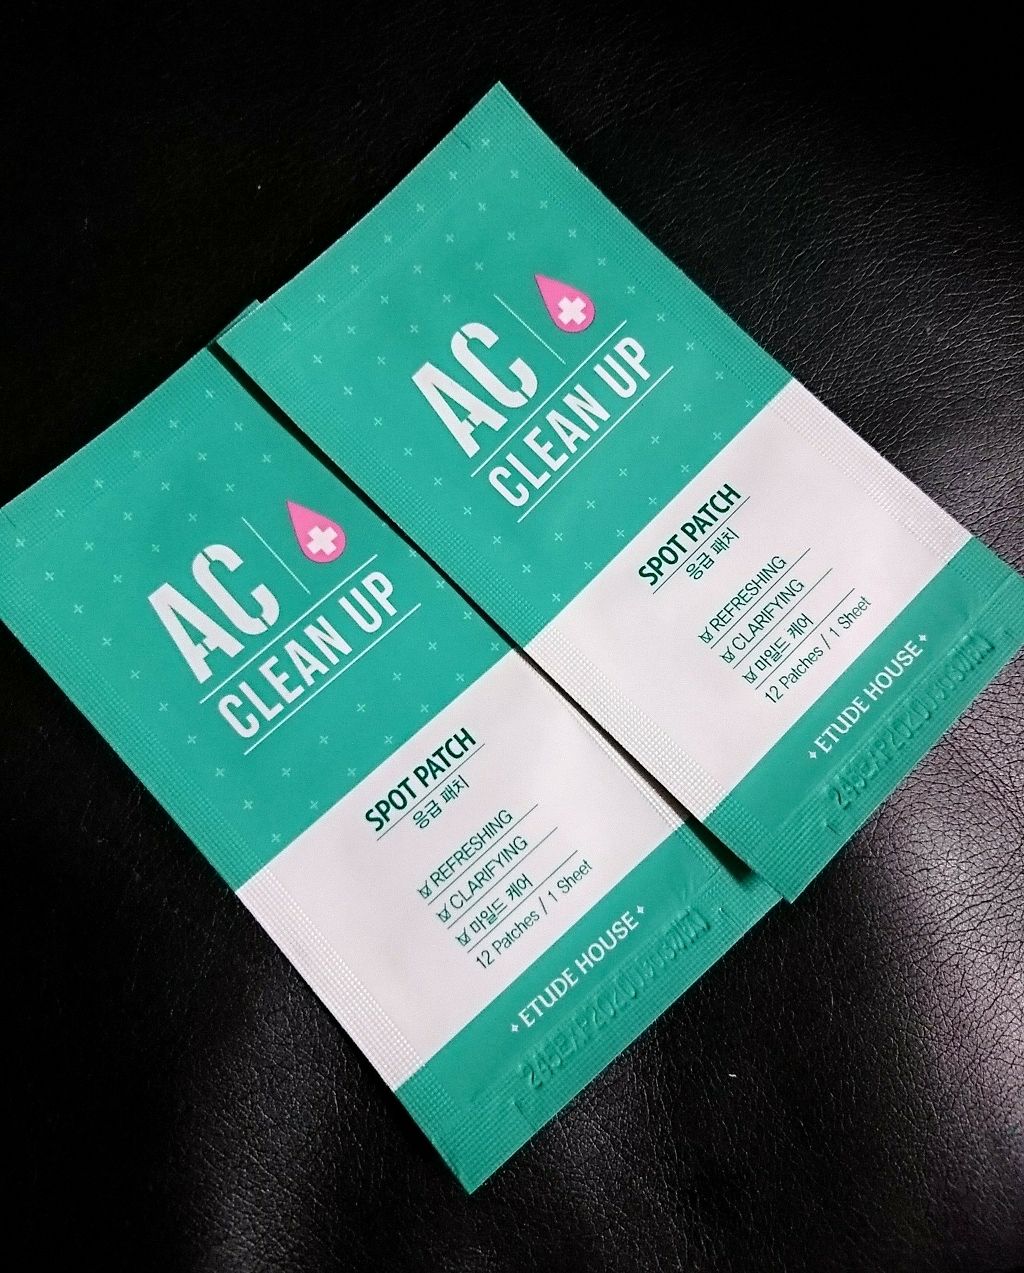 AC
CLEAN UP
SPOT PATCH
응급 패치
REFRESHING
CLARIFYING
마일드 케어
12 Patches / 1 Sheet
ETUDE HOUSE
AC
CLEAN UP
SPOT PATCH
응급 패치
REFRESHING
CLARIFYING
마일드 케어
12 Patches / 1 Sheet
ETUDE HOUSE